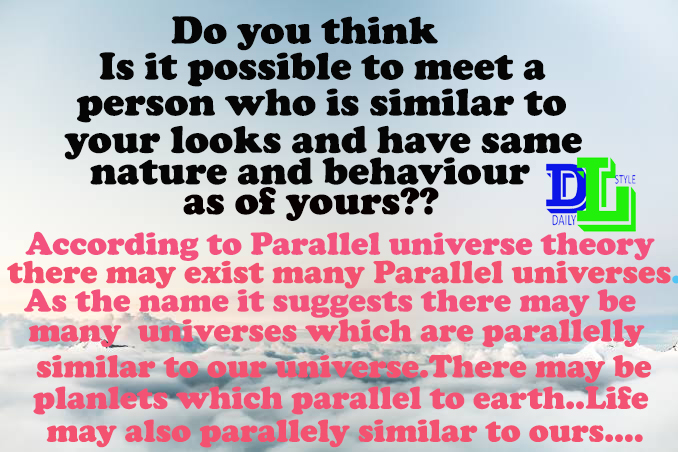 Do you think
Is it possible to meet a
person who is similar to
your looks and have same
nature and behaviour
as of yours??
DL
STYLE
DAILY
According to Parallel universe theory
there may exist many Parallel universes.
As the name it suggests there may be
many universes which are parallelly
similar to our universe.There may be
planlets which parallel to earth..Life
may also parallely similar to ours....